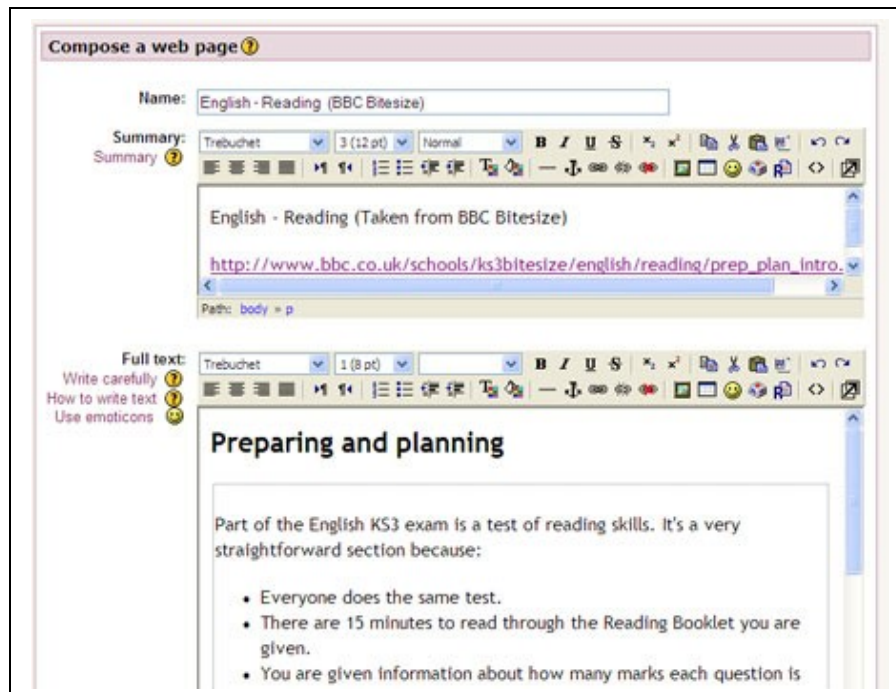 Compose a web page
Name: English - Reading (BBC Bitesize)
Summary: Trebuchet 3 (12 pt) Normal B I U S
Summary
English - Reading (Taken from BBC Bitesize)
http://www.bbc.co.uk/schools/ks3bitesize/english/reading/prep_plan_intro.
Path: body » p
Full text: Trebuchet 1 (8 pt) B I U S
Write carefully
How to write text
Use emoticons
Preparing and planning
Part of the English KS3 exam is a test of reading skills. It's a very
straightforward section because:
• Everyone does the same test.
• There are 15 minutes to read through the Reading Booklet you are
given.
• You are given information about how many marks each question is